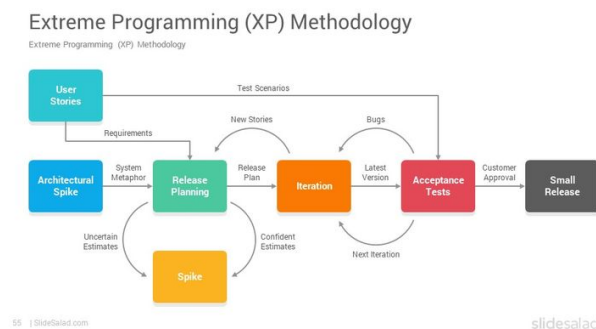 Extreme Programming (XP) Methodology
Extreme Programming (XP) Methodology
User
Stories
Test Scenarios
New Stories
Bugs
Requirements
Architectural
Spike
System
Metaphor
Release
Planning
Release
Plan
Iteration
Latest
Version
Acceptance
Tests
Customer
Approval
Small
Release
Uncertain
Estimates
Confident
Estimates
Next Iteration
Spike
55 | SlideSalad.com
slidesalad